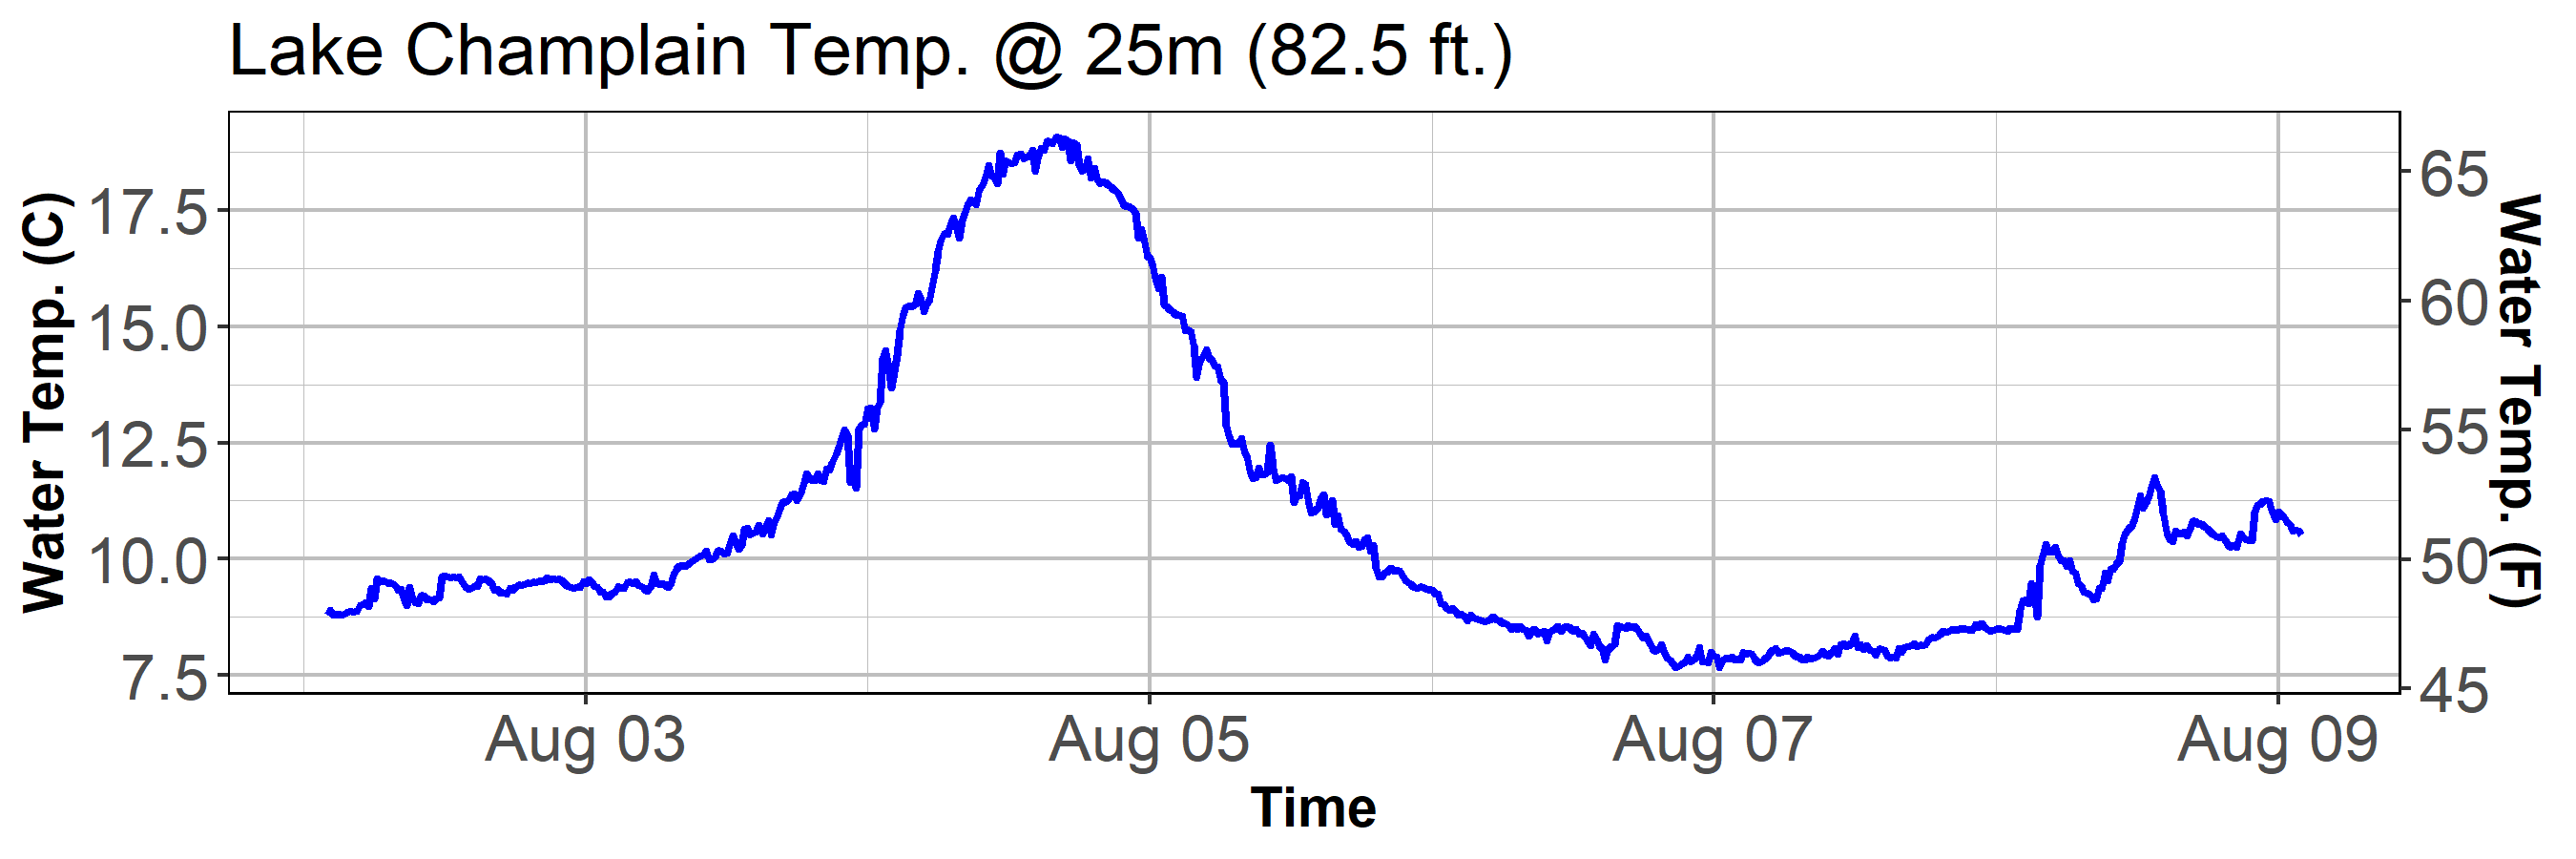 Lake Champlain Temp. @ 25m (82.5 ft.)
Water Temp. (C)
17.5
15.0
12.5
10.0
7.5
65
60
55
50
45
Water Temp. (F)
Aug 03 Aug 05 Aug 07 Aug 09
Time